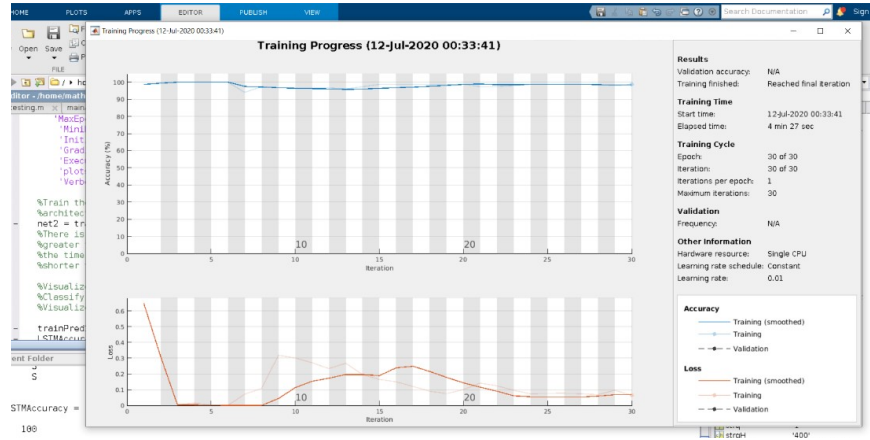 HOME PLOTS APPS EDITOR PUBLISH VIEW Search Documentation Sign
Open Save
FILE
Training Progress (12-Jul-2020 00:33:41)
Training Progress (12-Jul-2020 00:33:41)
100
90
80
70
60
50
40
30
20
10
0
Accuracy (%)
10 20
0 5 10 15 20 25 30
Iteration
0.6
0.5
0.4
0.3
0.2
0.1
0
Loss
10 20
0 5 10 15 20 25 30
Iteration
Results
Validation accuracy: N/A
Training finished: Reached final iteration
Training Time
Start time: 12-Jul-2020 00:33:41
Elapsed time: 4 min 27 sec
Training Cycle
Epoch: 30 of 30
Iteration: 30 of 30
Iterations per epoch: 1
Maximum iterations: 30
Validation
Frequency: N/A
Other Information
Hardware resource: Single CPU
Learning rate schedule: Constant
Learning rate: 0.01
Accuracy
Training (smoothed)
Training
Validation
Loss
Training (smoothed)
Training
Validation
esting.m main
'MaxEp
'Mini
'Init
'Grad
'Exec
'plot
'Verb
%Train th
%architec
net2 = tr
%There is
%greater
%the time
%shorter
%Visualiz
%Classify
%Visualiz
trainPred
LSTMAccur
ent Folder
S
STMAccuracy =
100
'400'